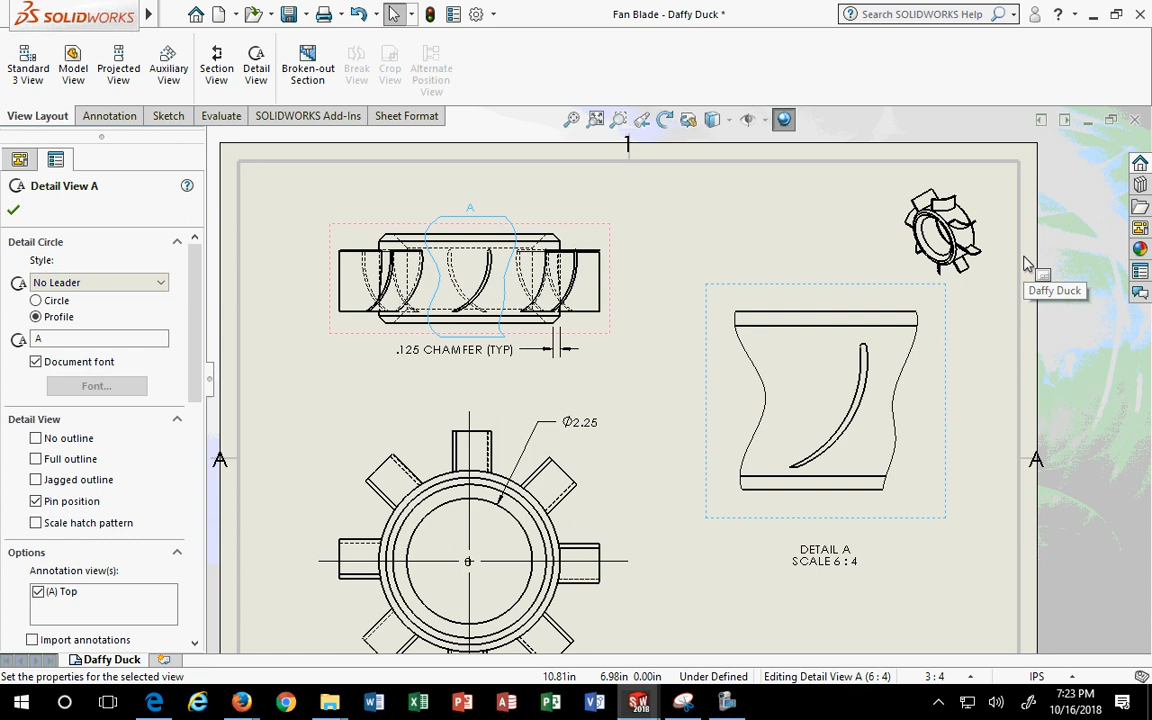 SOLIDWORKS
Fan Blade - Daffy Duck *
Search SOLIDWORKS Help
Standard 3 View
Model View
Projected View
Auxiliary View
Section View
Detail View
Broken-out Section
Break View
Crop View
Alternate Position View
View Layout
Annotation
Sketch
Evaluate
SOLIDWORKS Add-Ins
Sheet Format
Detail View A
Detail Circle
Style:
No Leader
Circle
Profile
A
Document font
Font...
Detail View
No outline
Full outline
Jagged outline
Pin position
Scale hatch pattern
Options
Annotation view(s):
(A) Top
Import annotations
1
A
.125 CHAMFER (TYP)
Ø2.25
A
A
DETAIL A
SCALE 6 : 4
Daffy Duck
Daffy Duck
Set the properties for the selected view
10.81in
6.98in
0.00in
Under Defined
Editing Detail View A (6 : 4)
3 : 4
IPS
7:23 PM
10/16/2018
SW
2018